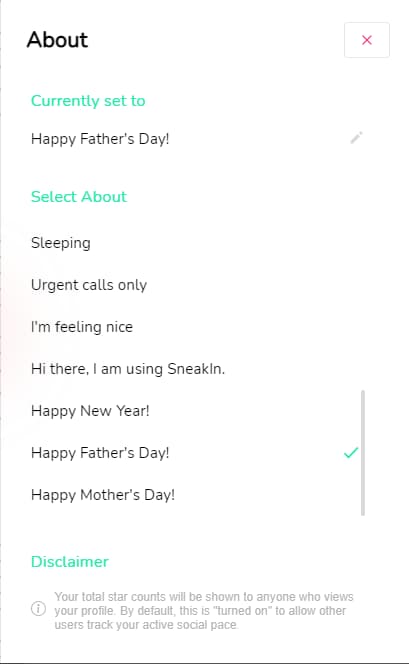 About
Currently set to
Happy Father's Day!
Select About
Sleeping
Urgent calls only
I'm feeling nice
Hi there, I am using SneakIn.
Happy New Year!
Happy Father's Day!
Happy Mother's Day!
Disclaimer
Your total star counts will be shown to anyone who views
your profile. By default, this is "turned on" to allow other
users track your active social pace.